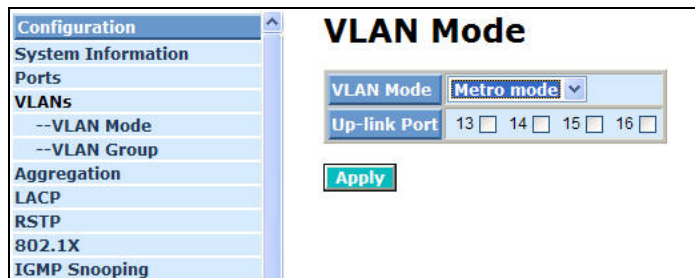 Configuration
System Information
Ports
VLANs
--VLAN Mode
--VLAN Group
Aggregation
LACP
RSTP
802.1X
IGMP Snooping
VLAN Mode
VLAN Mode Metro mode
Up-link Port 13 14 15 16
Apply